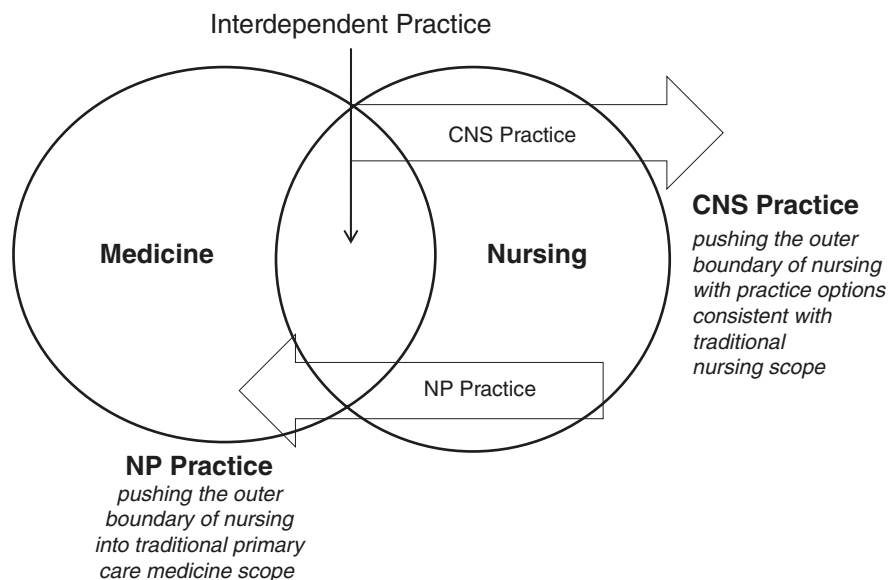 Interdependent Practice
CNS Practice
Medicine
Nursing
CNS Practice
pushing the outer
boundary of nursing
with practice options
consistent with
traditional
nursing scope
NP Practice
NP Practice
pushing the outer
boundary of nursing
into traditional primary
care medicine scope